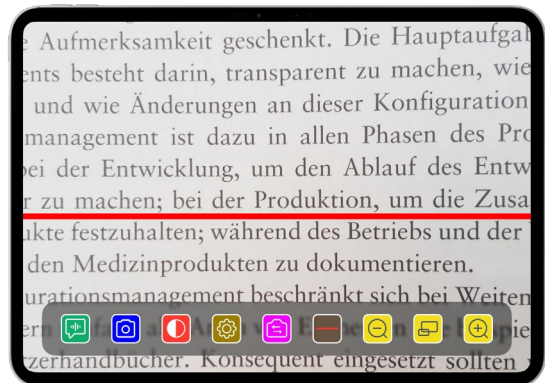 Aufmerksamkeit geschenkt. Die Hauptaufgab
ents besteht darin, transparent zu machen, wie
und wie Änderungen an dieser Konfiguration
management ist dazu in allen Phasen des Pro
bei der Entwicklung, um den Ablauf des Entw
r zu machen; bei der Produktion, um die Zusa
ukte festzuhalten; während des Betriebs und der
den Medizinprodukten zu dokumentieren.
urationsmanagement beschränkt sich bei Weiten
tzerhandbücher. Konsequent eingesetzt sollten